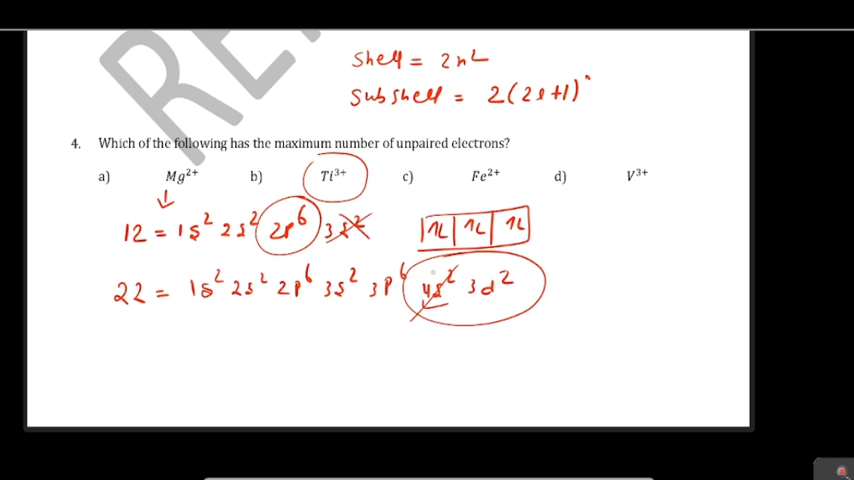 RE
Shell = 2n²
Subshell = 2(2l+1)
4. Which of the following has the maximum number of unpaired electrons?
a) Mg²⁺ b) Ti³⁺ c) Fe²⁺ d) V³⁺
12 = 1s² 2s² 2p⁶ 3s²
22 = 1s² 2s² 2p⁶ 3s² 3p⁶ 4s² 3d²